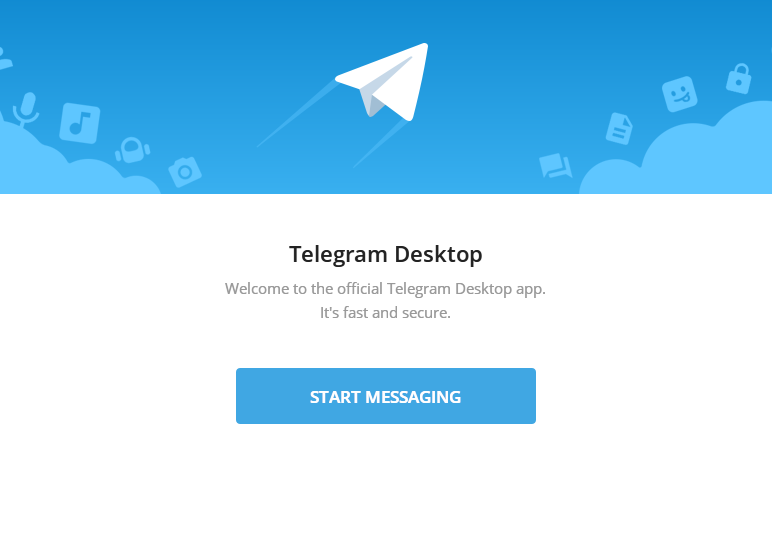 Telegram Desktop
Welcome to the official Telegram Desktop app.
It's fast and secure.
START MESSAGING